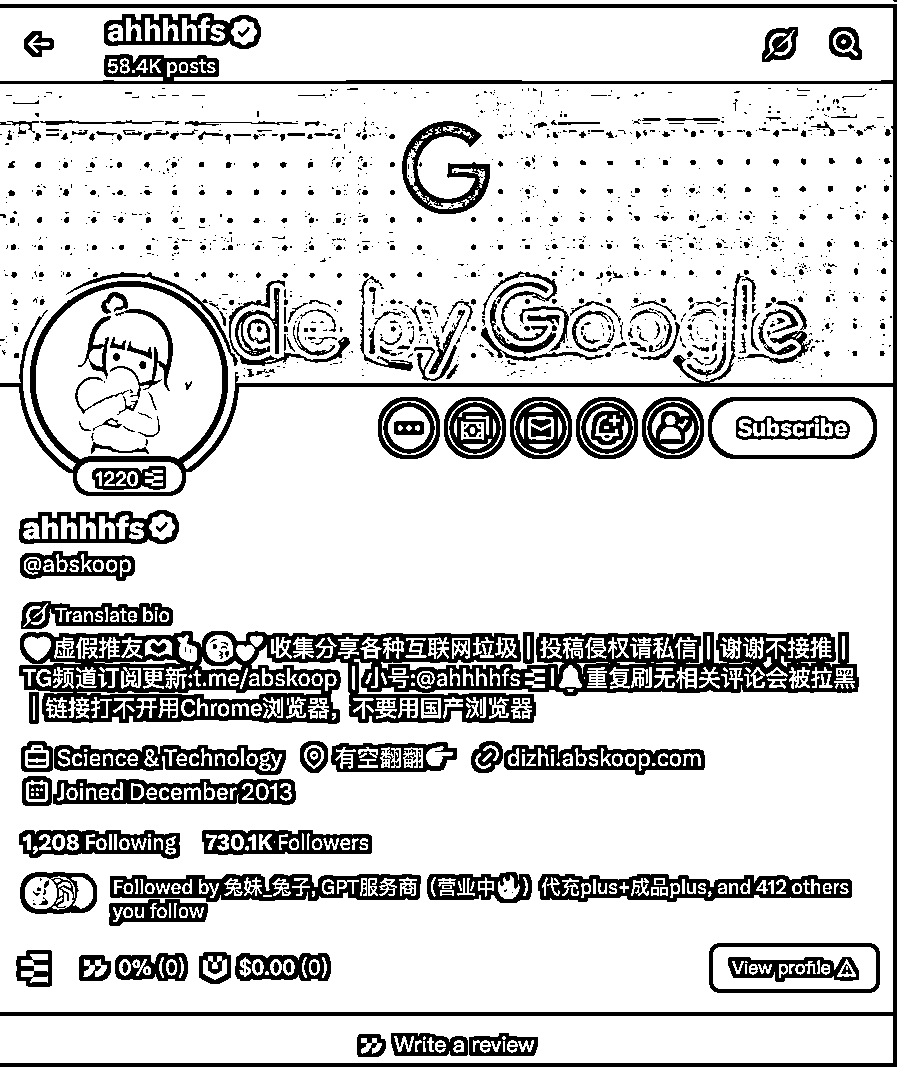 ahhhhfs
58.4K posts
G
de by Google
Subscribe
1220
ahhhhfs
@abskoop
Translate bio
🤍虚假推友🫶🫰😘💕收集分享各种互联网垃圾 | 投稿侵权请私信 | 谢谢不接推 |
TG频道订阅更新:t.me/abskoop | 小号:@ahhhhfs | 🔔重复刷无相关评论会被拉黑
| 链接打不开用Chrome浏览器，不要用国产浏览器
Science & Technology 有空翻翻👉 dizhi.abskoop.com
Joined December 2013
1,208 Following 730.1K Followers
Followed by 兔妹_兔子, GPT服务商（营业中🔥）代充plus+成品plus, and 412 others
you follow
0% (0) $0.00 (0) View profile
Write a review